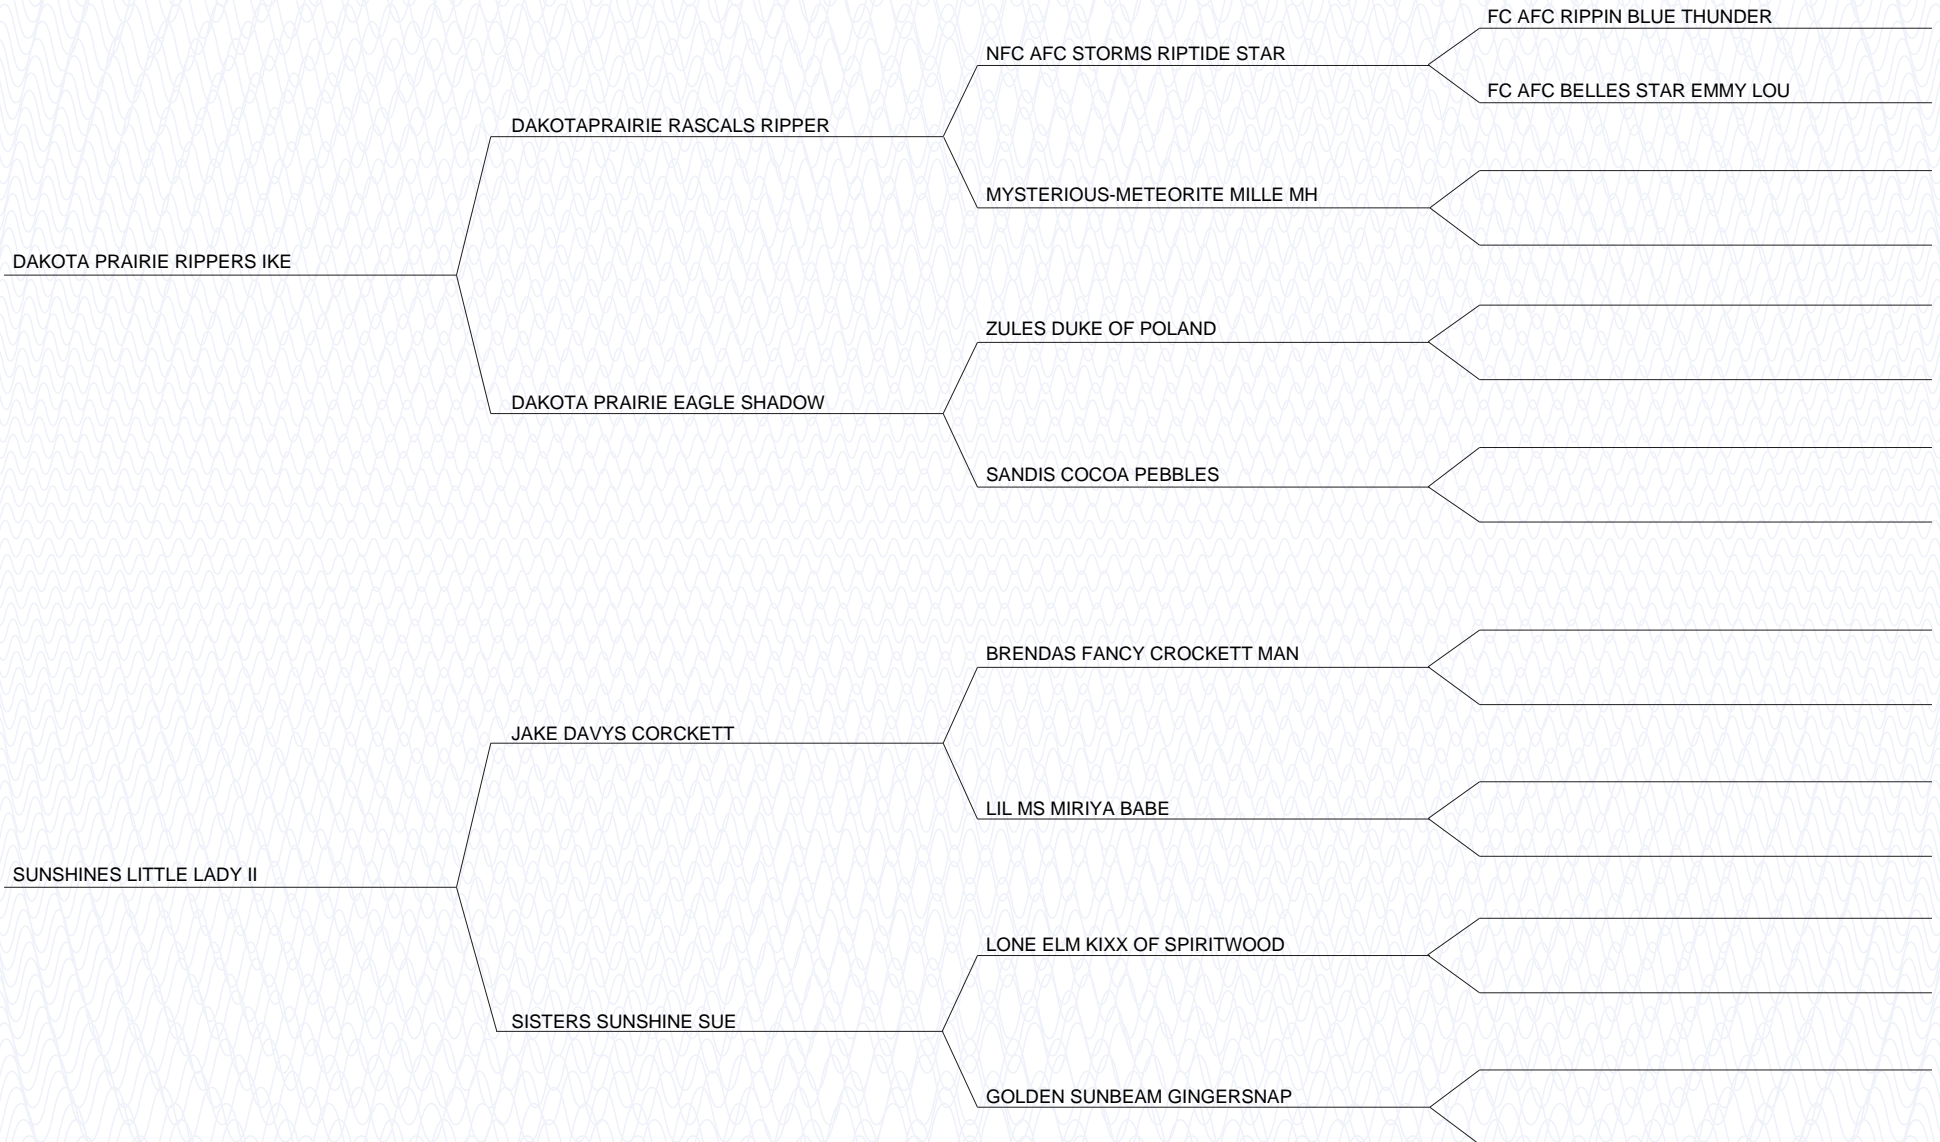 FC AFC RIPPIN BLUE THUNDER
NFC AFC STORMS RIPTIDE STAR
FC AFC BELLES STAR EMMY LOU
DAKOTAPRAIRIE RASCALS RIPPER
MYSTERIOUS-METEORITE MILLE MH
DAKOTA PRAIRIE RIPPERS IKE
ZULES DUKE OF POLAND
DAKOTA PRAIRIE EAGLE SHADOW
SANDIS COCOA PEBBLES
BRENDAS FANCY CROCKETT MAN
JAKE DAVYS CORCKETT
LIL MS MIRIYA BABE
SUNSHINES LITTLE LADY II
LONE ELM KIXX OF SPIRITWOOD
SISTERS SUNSHINE SUE
GOLDEN SUNBEAM GINGERSNAP